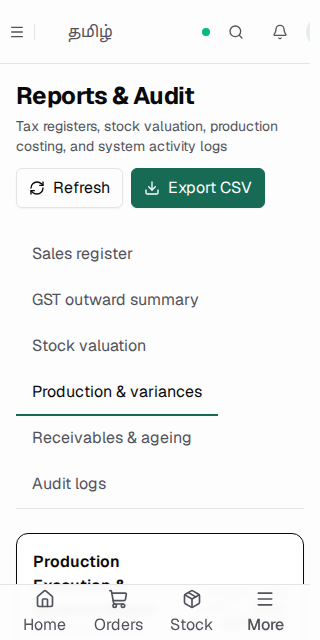 தமிழ்
Reports & Audit
Tax registers, stock valuation, production
costing, and system activity logs
Refresh
Export CSV
Sales register
GST outward summary
Stock valuation
Production & variances
Receivables & ageing
Audit logs
Production
Execution &
Home
Orders
Stock
More